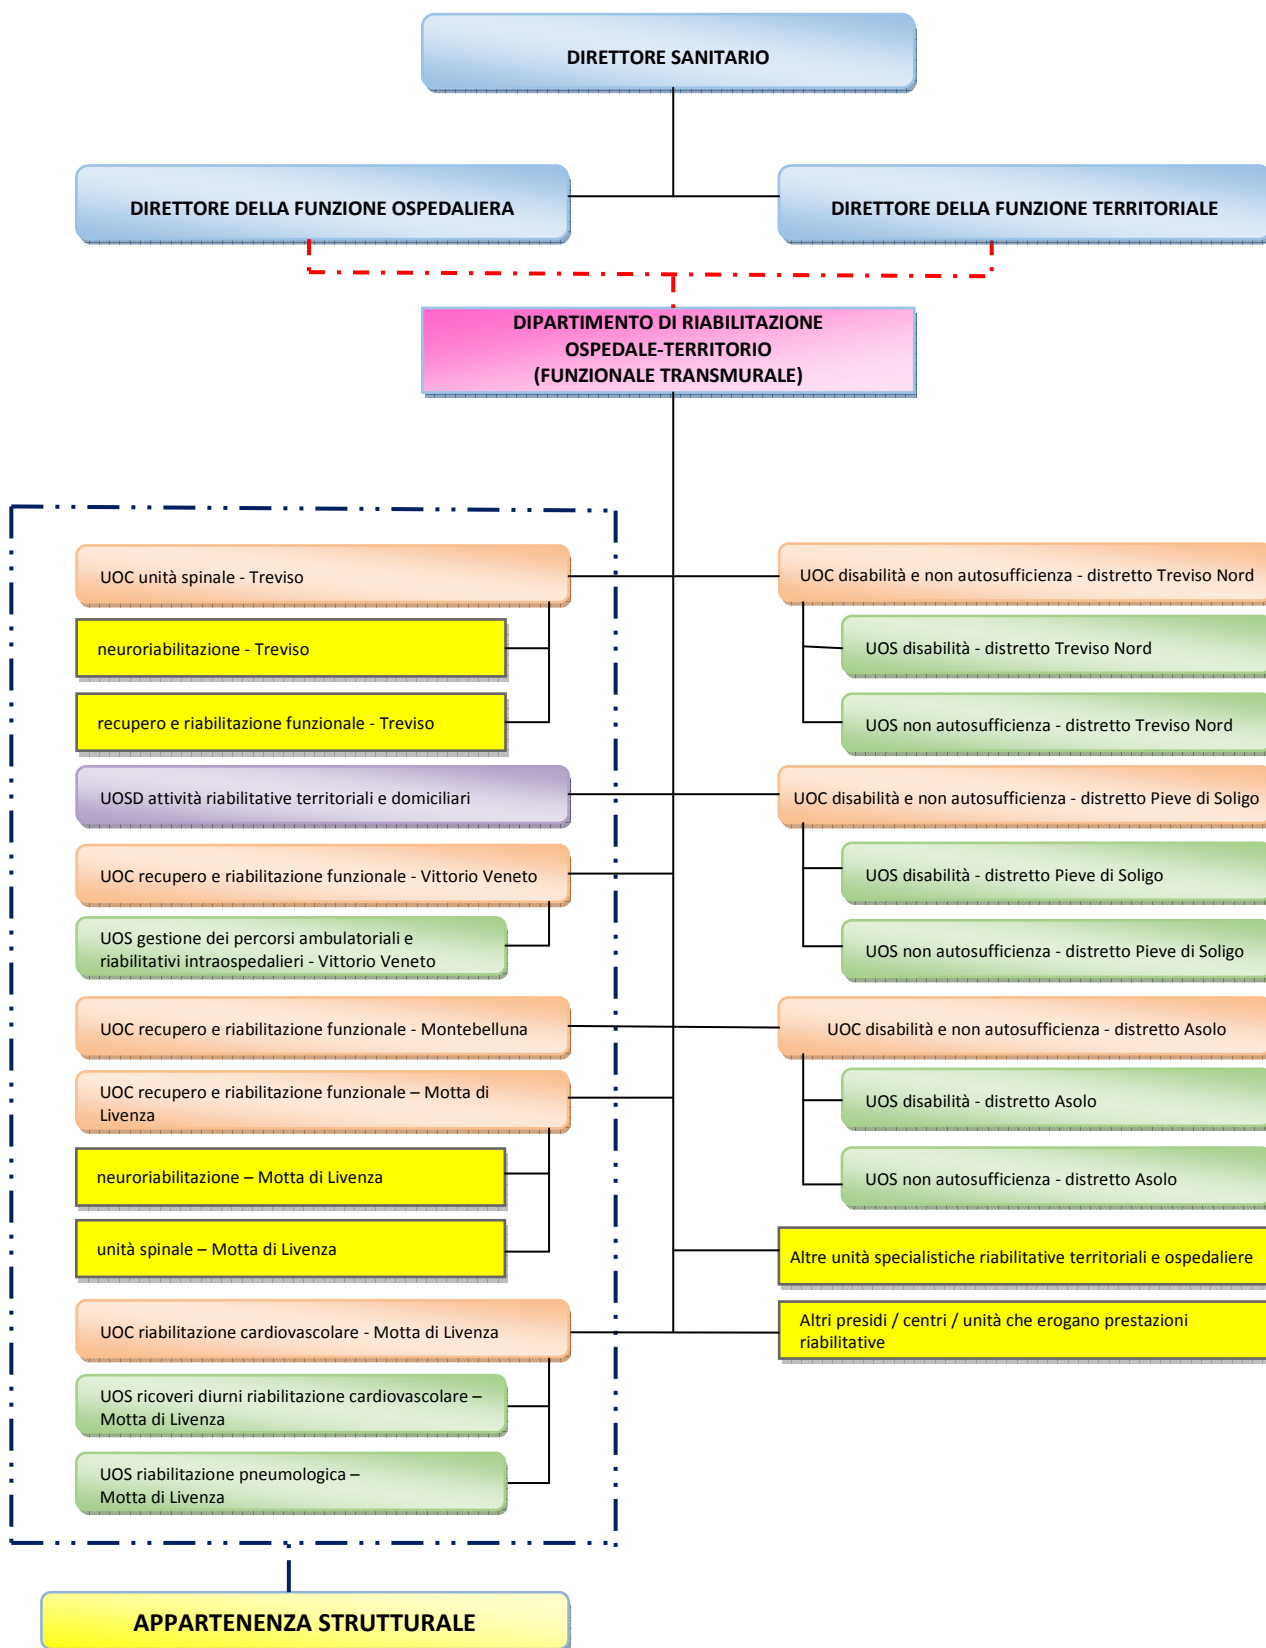 DIRETTORE SANITARIO
DIRETTORE DELLA FUNZIONE OSPEDALIERA
DIRETTORE DELLA FUNZIONE TERRITORIALE
DIPARTIMENTO DI RIABILITAZIONE
OSPEDALE-TERRITORIO
(FUNZIONALE TRANSMURALE)
UOC unità spinale - Treviso
neuroriabilitazione - Treviso
recupero e riabilitazione funzionale - Treviso
UOSD attività riabilitative territoriali e domiciliari
UOC recupero e riabilitazione funzionale - Vittorio Veneto
UOS gestione dei percorsi ambulatoriali e
riabilitativi intraospedalieri - Vittorio Veneto
UOC recupero e riabilitazione funzionale - Montebelluna
UOC recupero e riabilitazione funzionale – Motta di
Livenza
neuroriabilitazione – Motta di Livenza
unità spinale – Motta di Livenza
UOC riabilitazione cardiovascolare - Motta di Livenza
UOS ricoveri diurni riabilitazione cardiovascolare –
Motta di Livenza
UOS riabilitazione pneumologica –
Motta di Livenza
UOC disabilità e non autosufficienza - distretto Treviso Nord
UOS disabilità - distretto Treviso Nord
UOS non autosufficienza - distretto Treviso Nord
UOC disabilità e non autosufficienza - distretto Pieve di Soligo
UOS disabilità - distretto Pieve di Soligo
UOS non autosufficienza - distretto Pieve di Soligo
UOC disabilità e non autosufficienza - distretto Asolo
UOS disabilità - distretto Asolo
UOS non autosufficienza - distretto Asolo
Altre unità specialistiche riabilitative territoriali e ospedaliere
Altri presidi / centri / unità che erogano prestazioni
riabilitative
APPARTENENZA STRUTTURALE